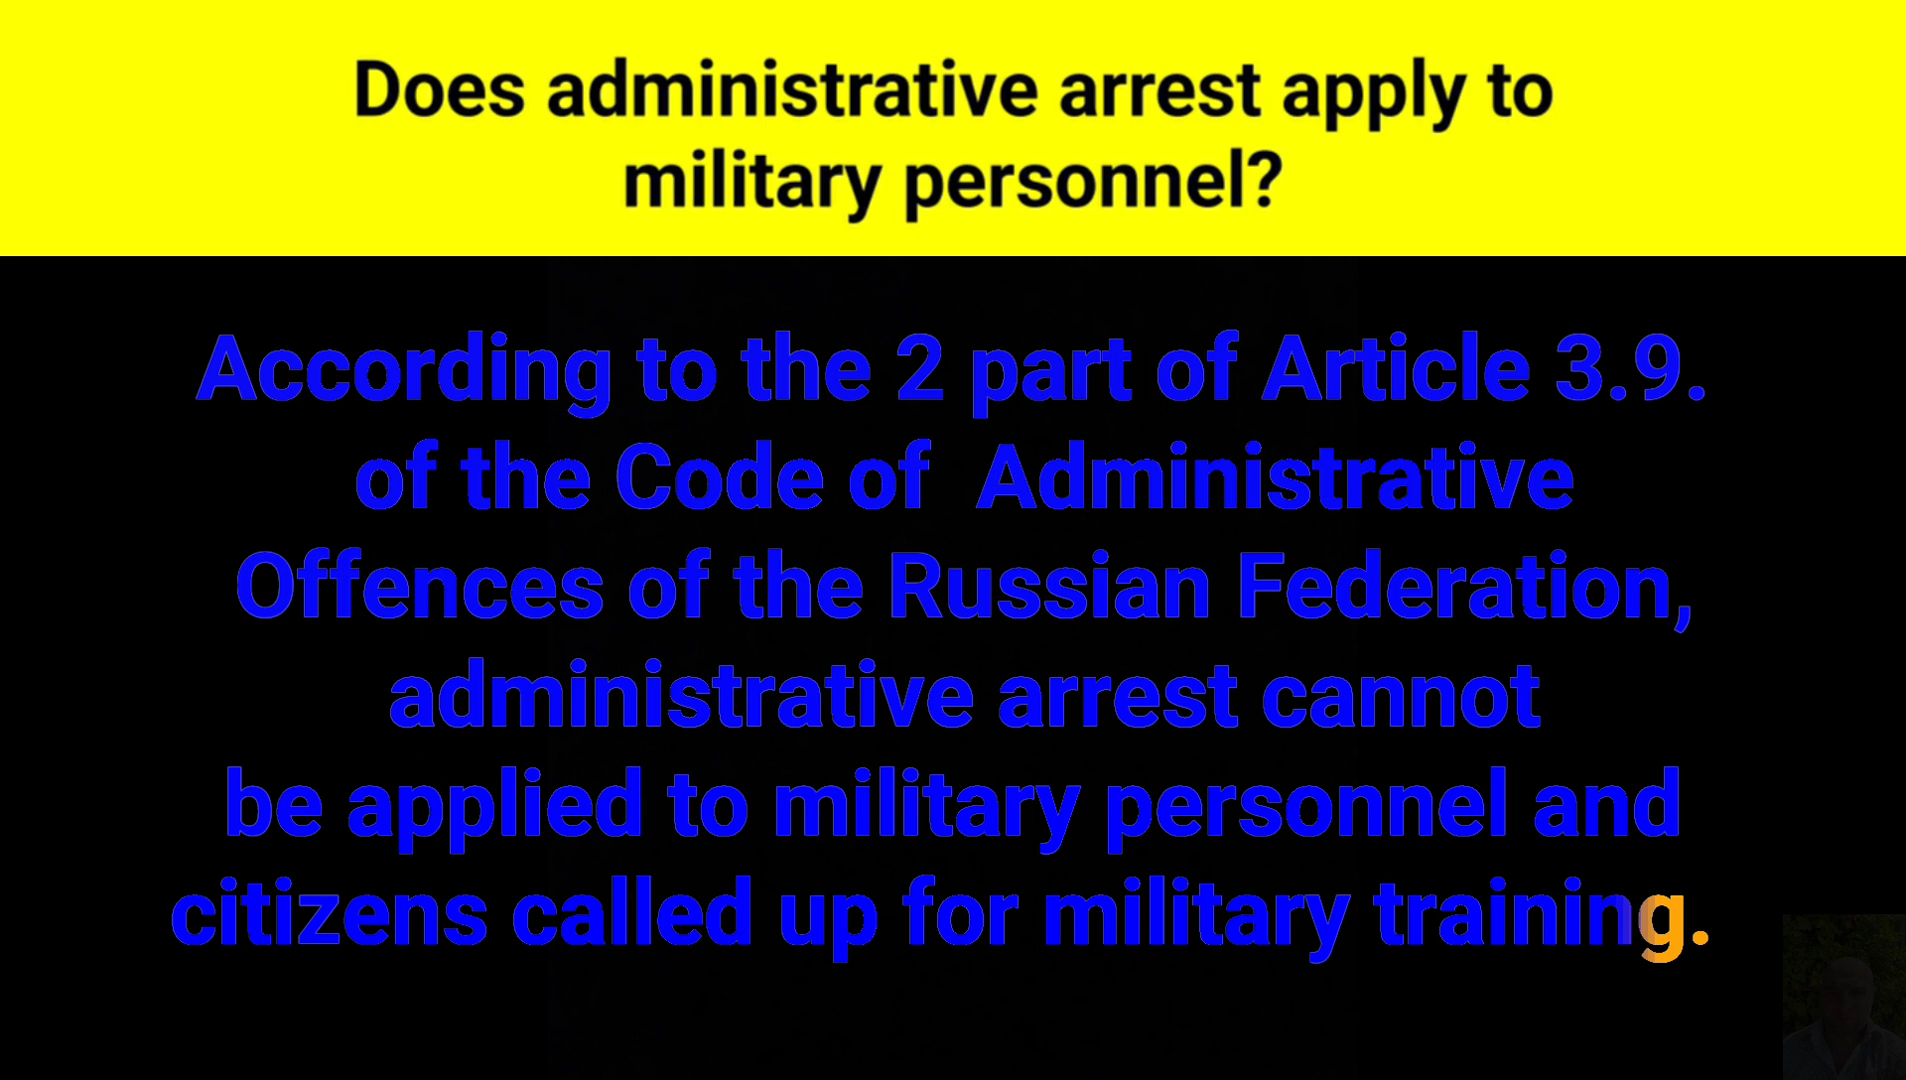 Does administrative arrest apply to
military personnel?
According to the 2 part of Article 3.9.
of the Code of  Administrative
Offences of the Russian Federation,
administrative arrest cannot
be applied to military personnel and
citizens called up for military training.